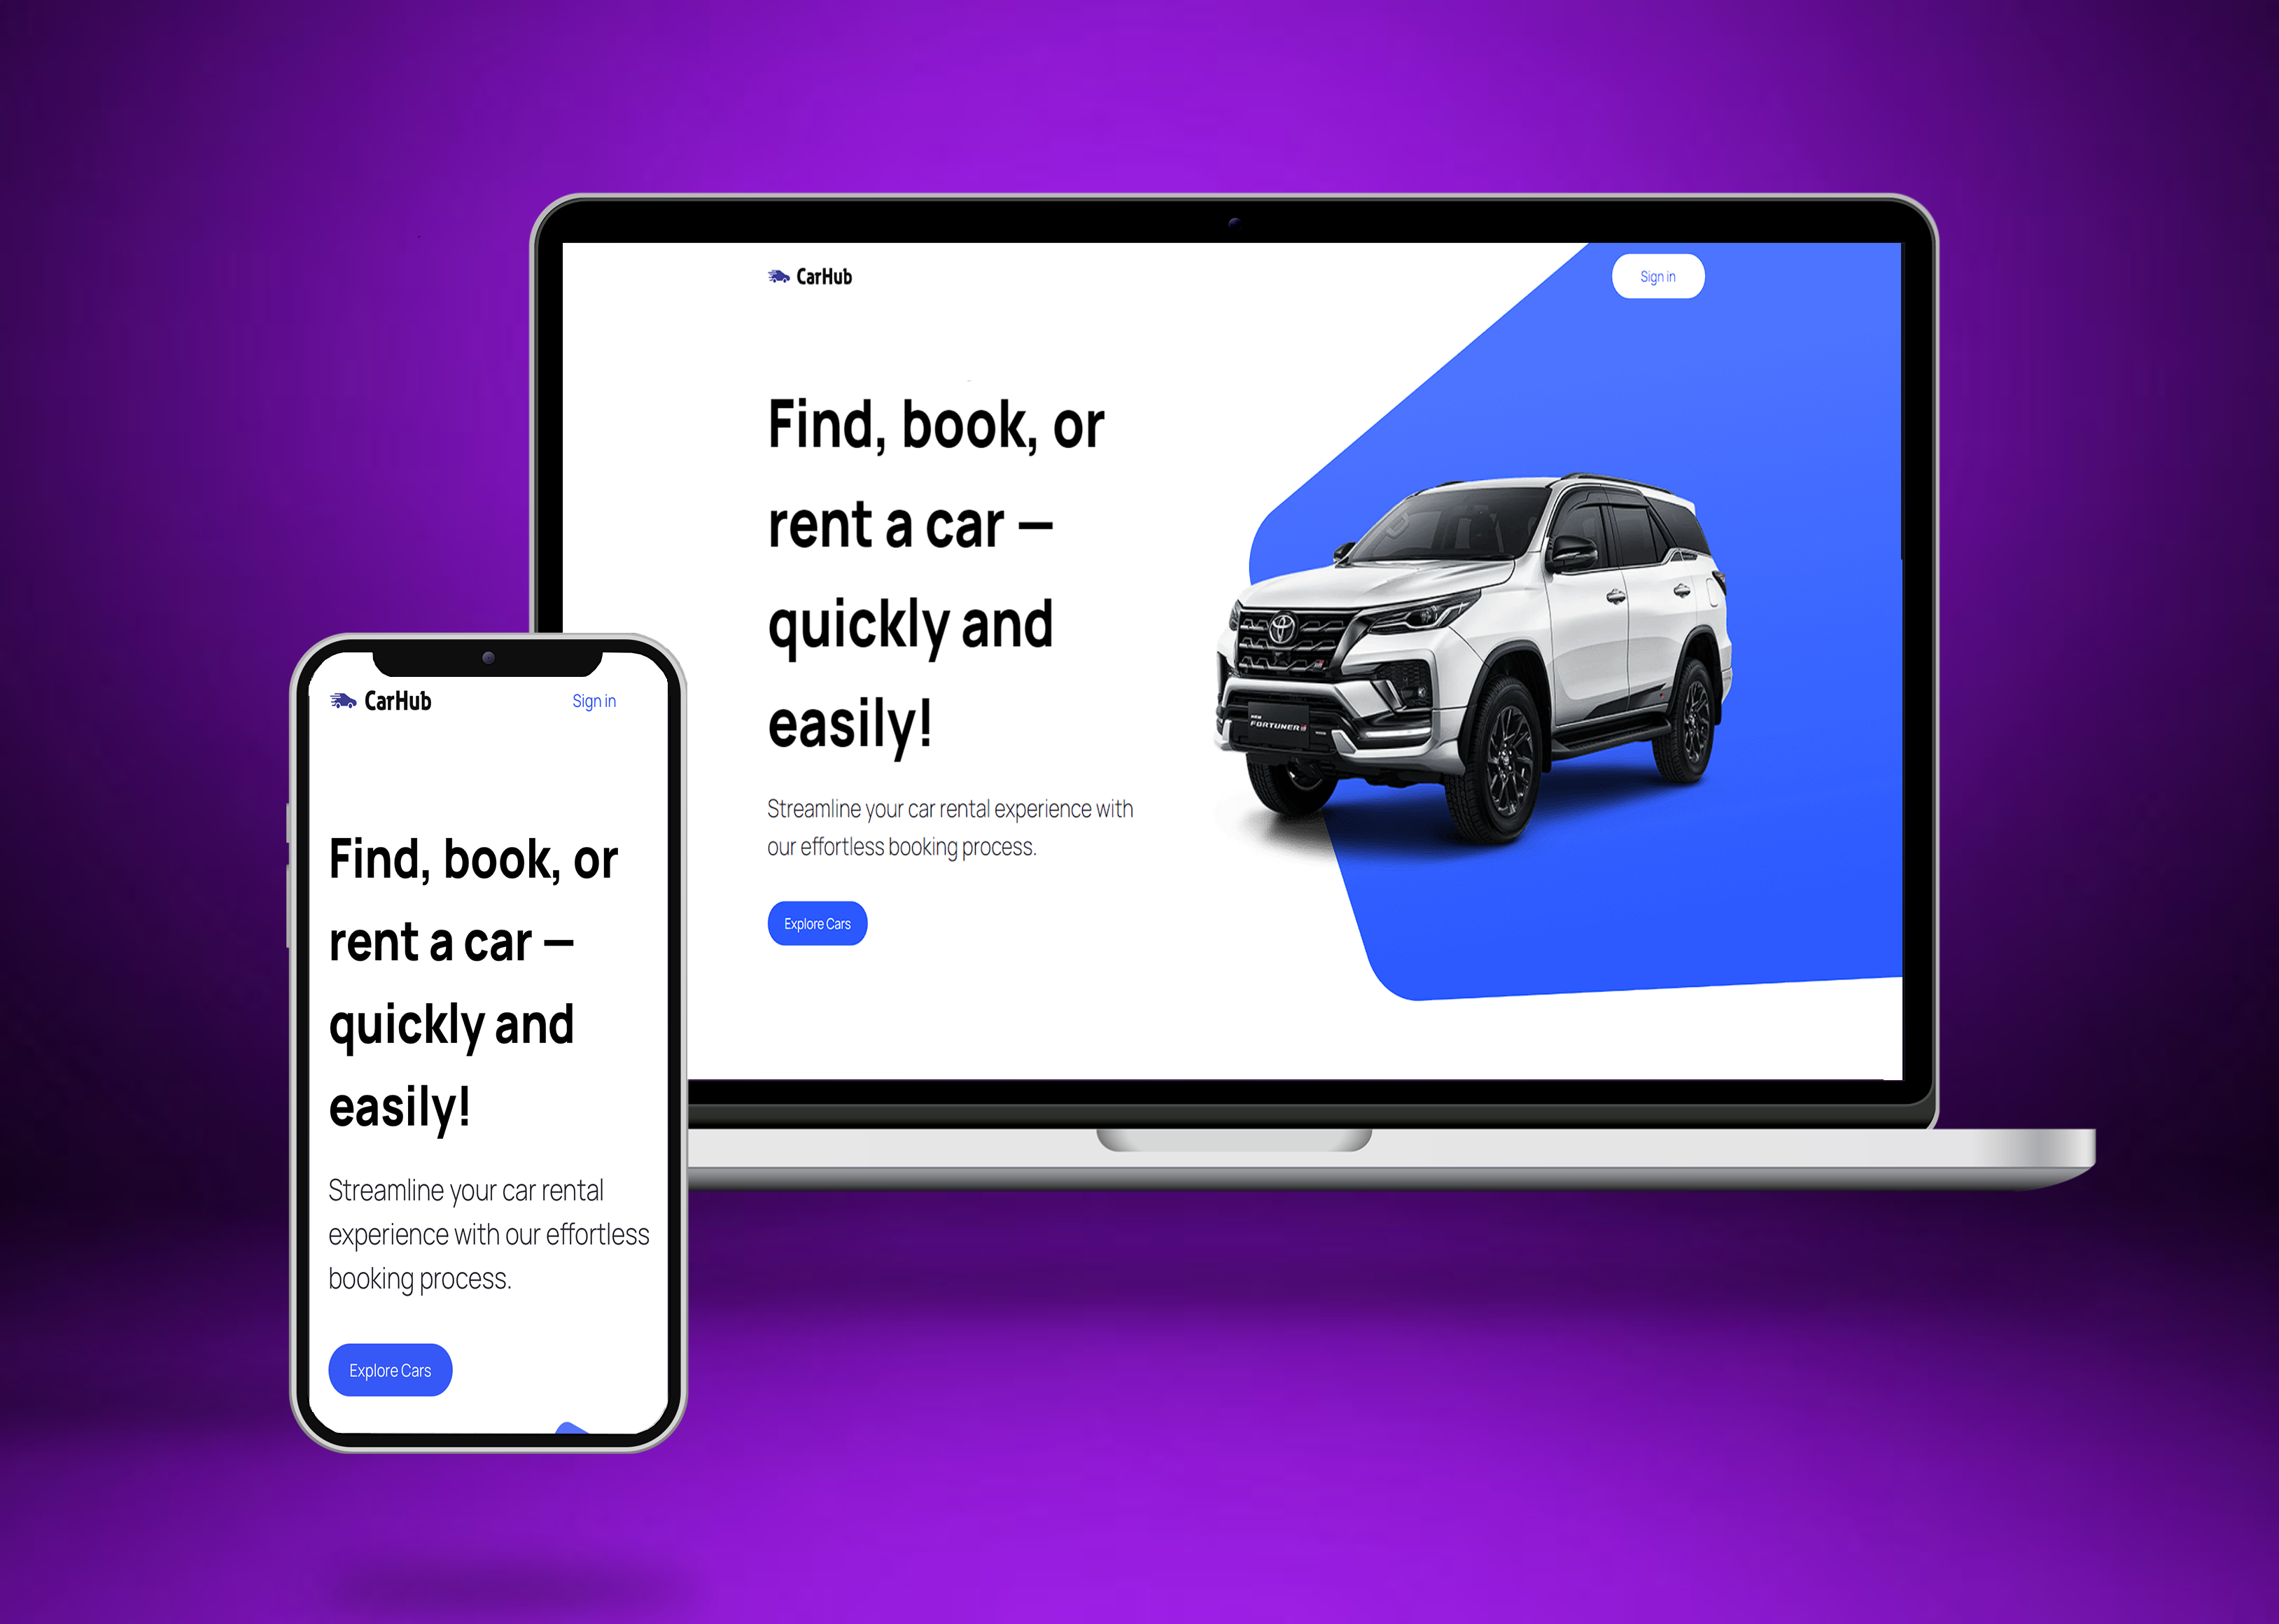 CarHub
Sign in
Find, book, or
rent a car –
quickly and
easily!
Streamline your car rental experience with
our effortless booking process.
Explore Cars
NEW
FORTUNER
CarHub
Sign in
Find, book, or
rent a car –
quickly and
easily!
Streamline your car rental
experience with our effortless
booking process.
Explore Cars